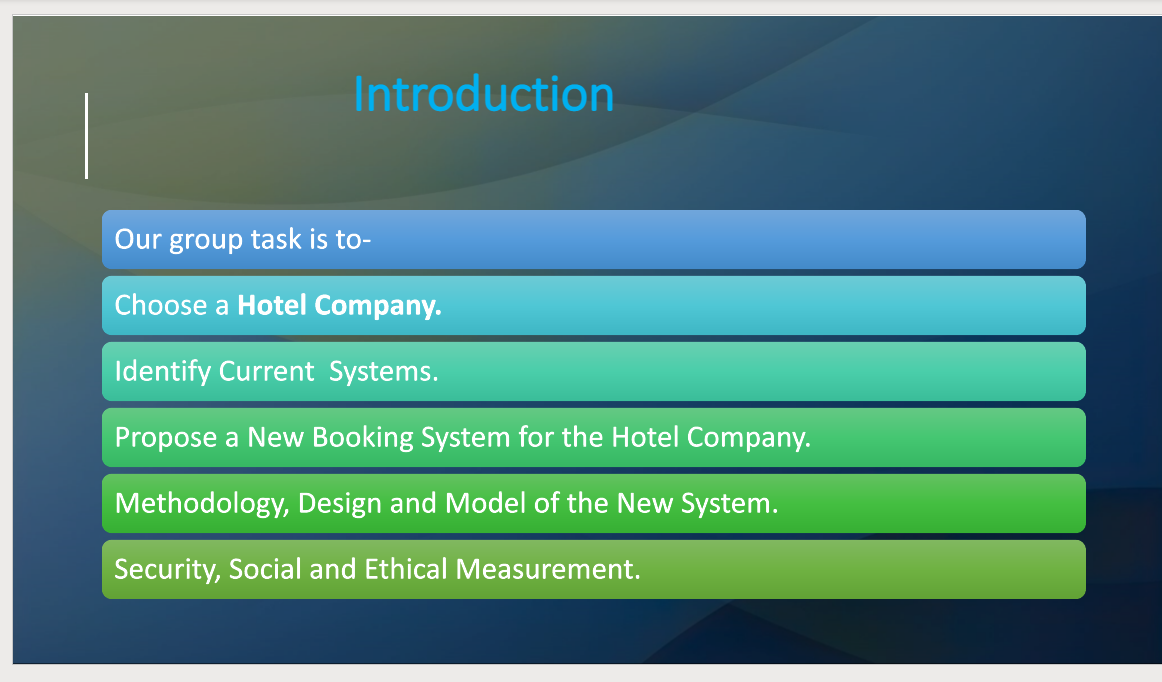 Introduction
Our group task is to-
Choose a Hotel Company.
Identify Current  Systems.
Propose a New Booking System for the Hotel Company.
Methodology, Design and Model of the New System.
Security, Social and Ethical Measurement.